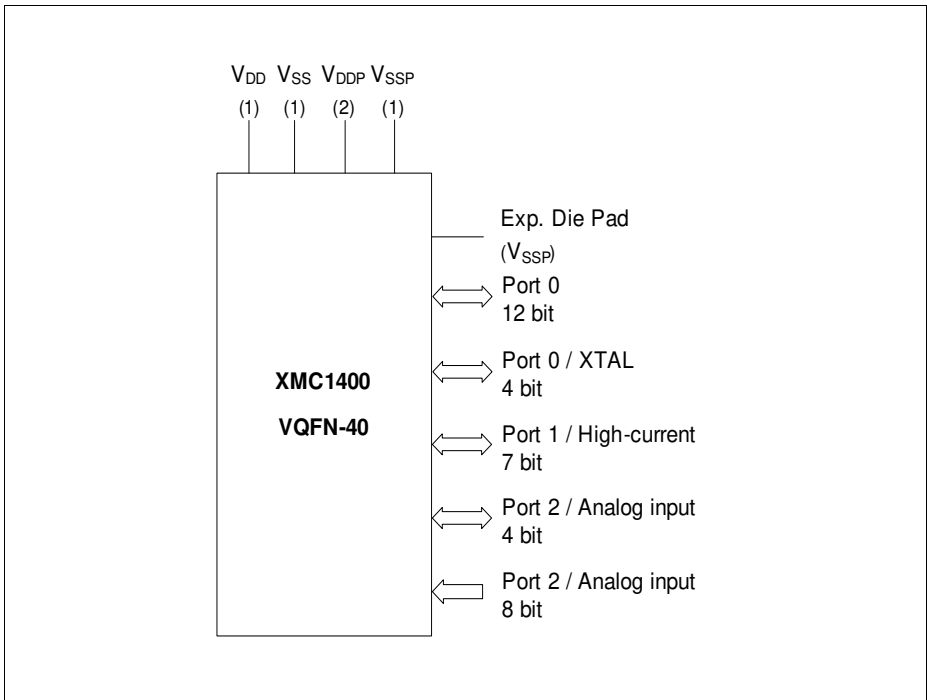 VDD VSS VDDP VSSP
(1) (1) (2) (1)
Exp. Die Pad
(VSSP)
Port 0
12 bit
Port 0 / XTAL
4 bit
XMC1400
VQFN-40
Port 1 / High-current
7 bit
Port 2 / Analog input
4 bit
Port 2 / Analog input
8 bit